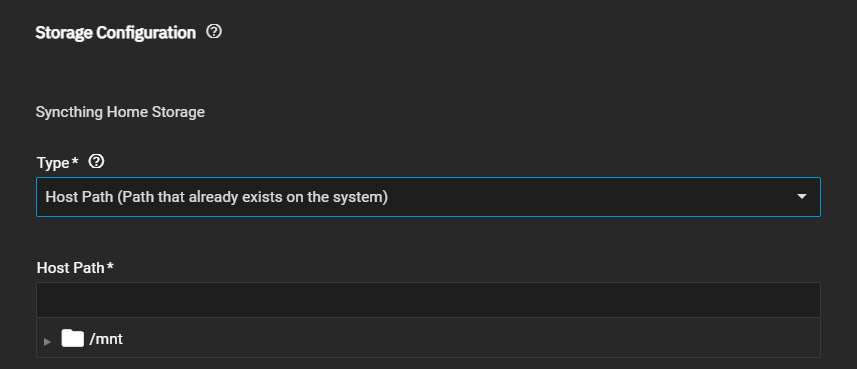 Storage Configuration
Syncthing Home Storage
Type*
Host Path (Path that already exists on the system)
Host Path*
/mnt